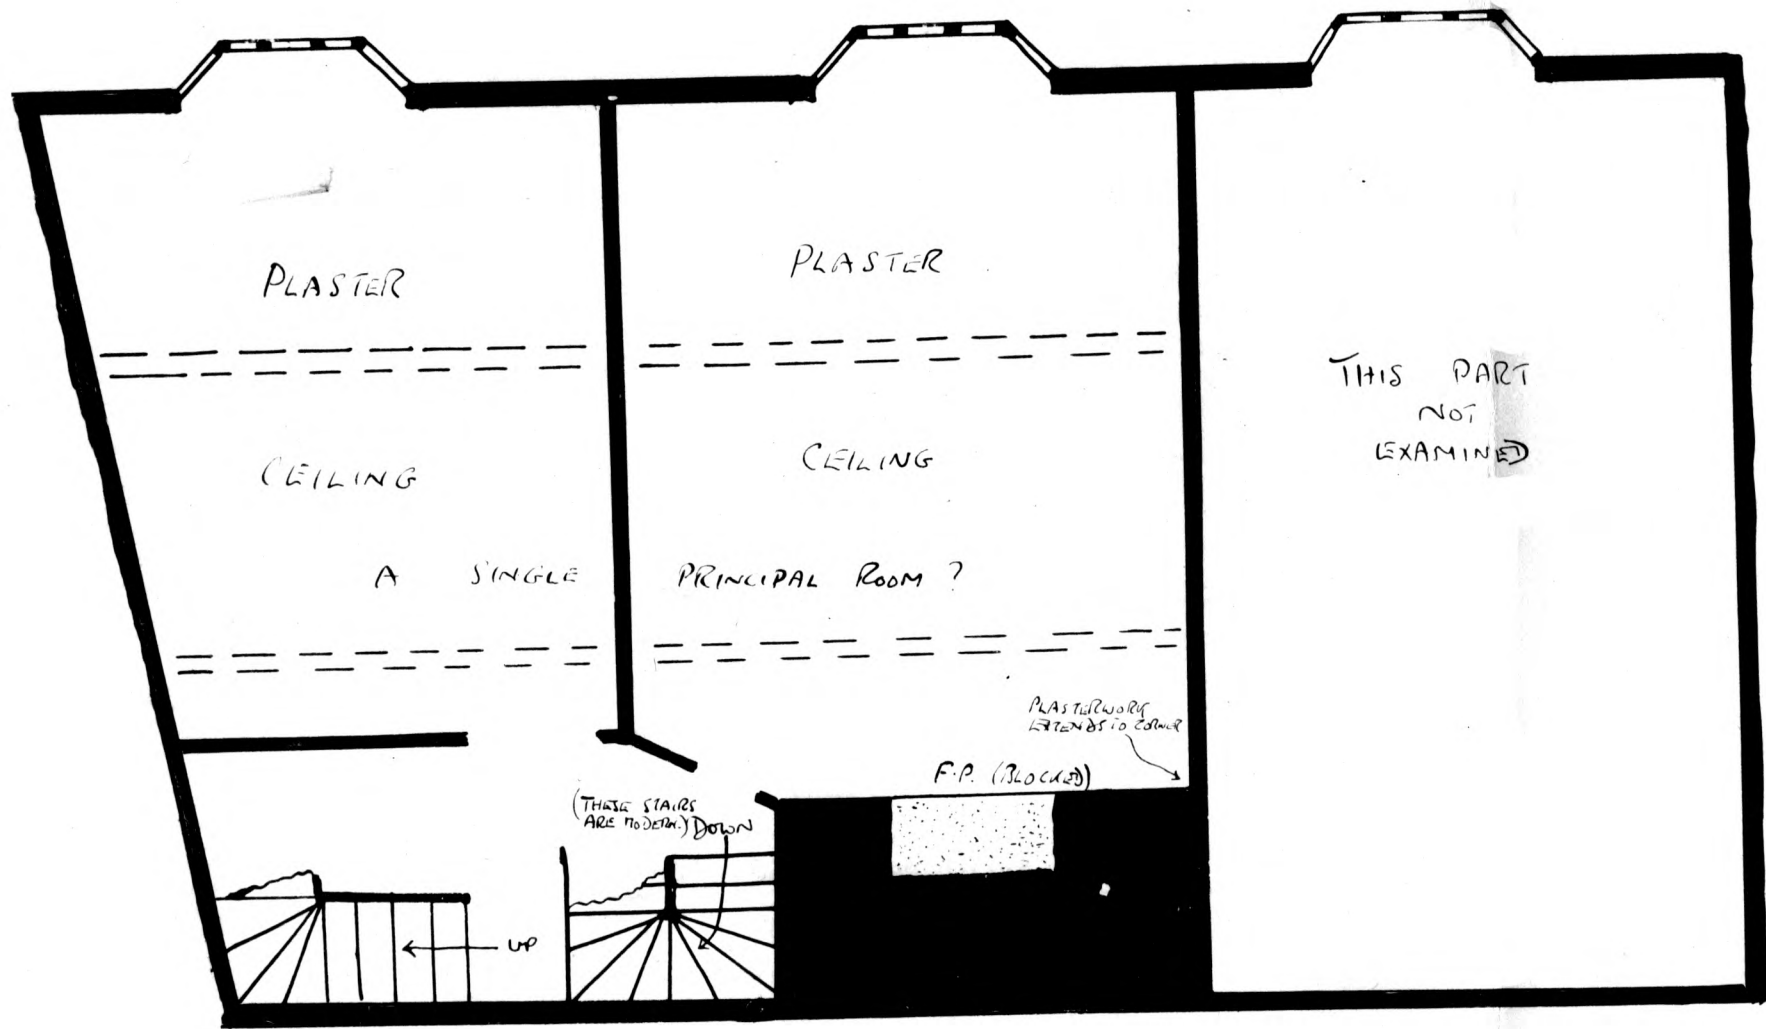 PLASTER
PLASTER
THIS PART
NOT
EXAMINED
CEILING
CEILING
A SINGLE PRINCIPAL ROOM ?
PLASTERWORK
EXTENDS TO CORNER
F.P. (BLOCKED)
(THESE STAIRS
ARE MODERN.) DOWN
UP